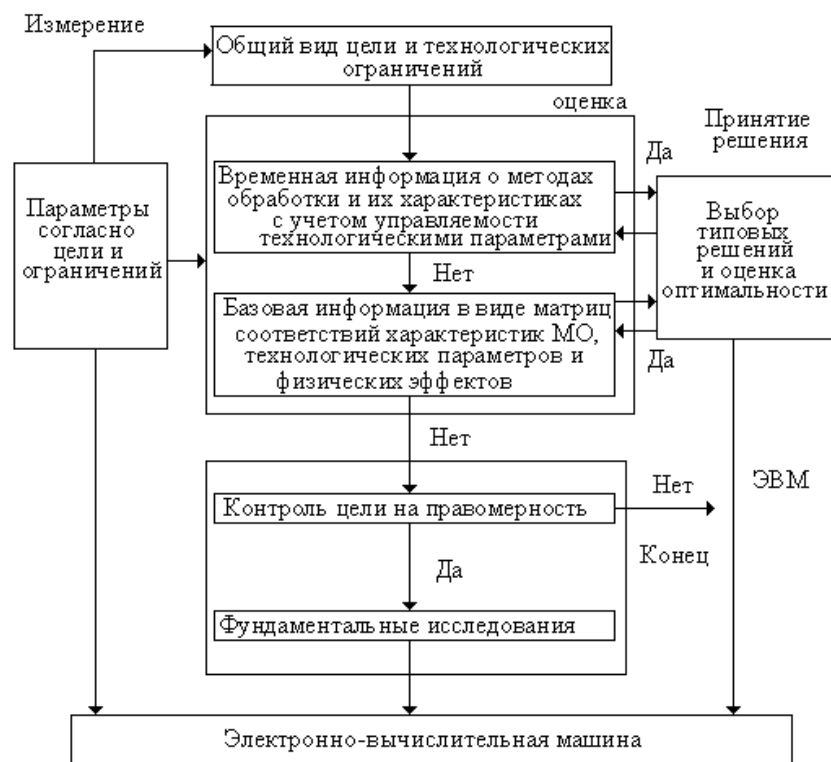 Измерение
Общий вид цели и технологических
ограничений
оценка
Принятие
решения
Да
Временная информация о методах
обработки и их характеристиках
с учетом управляемости
технологическими параметрами
Параметры
согласно
цели и
ограничений
Выбор
типовых
решений
и оценка
оптимальности
Нет
Базовая информация в виде матриц
соответствий характеристик МО,
технологических параметров и
физических эффектов
Да
Нет
Контроль цели на правомерность
Нет
ЭВМ
Конец
Да
Фундаментальные исследования
Электронно-вычислительная машина